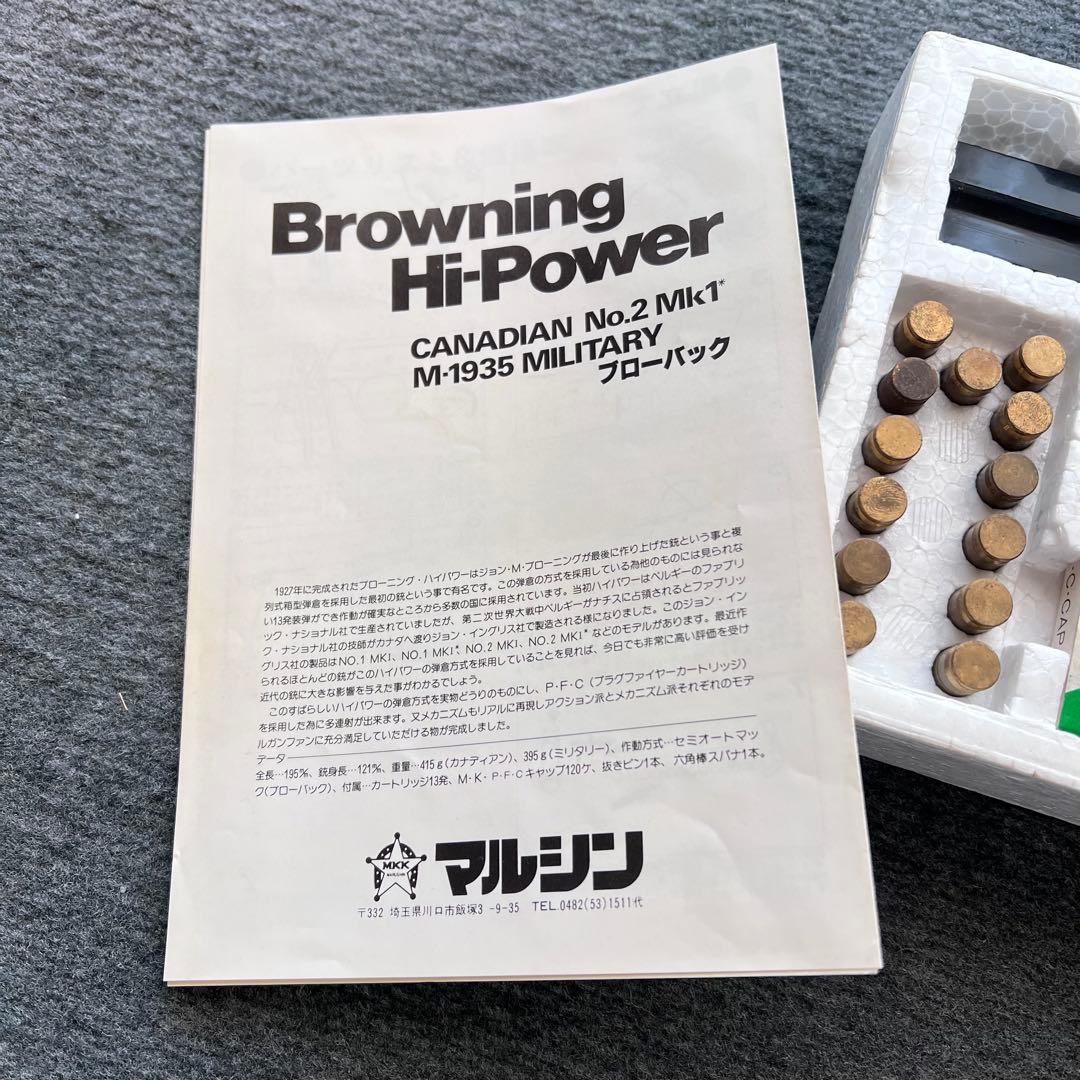 Browning
Hi-Power
CANADIAN No.2 Mk1*
M-1935 MILITARY
ブローバック
1927年に完成されたブローニング・ハイパワーはジョン・M・ブローニングが最後に作り上げた銃という事と複
列式箱型弾倉を採用した最初の銃という事で有名です。この弾倉の方式を採用している為他のものには見られな
い13発装弾ができ作動が確実なところから多数の国に採用されています。当初ハイパワーはベルギーのファブリ
ック・ナショナル社で生産されていましたが、第二次世界大戦中ベルギーがナチスに占領されるとファブリッ
ク・ナショナル社の技師がカナダへ渡りジョン・イングリス社で製造される様になりました。このジョン・イン
グリス社の製品はNO.1 MKI、NO.1 MKI*、NO.2 MKI、NO.2 MKI*などのモデルがあります。最近作
られるほとんどの銃がこのハイパワーの弾倉方式を採用していることを見れば、今日でも非常に高い評価を受け
近代の銃に大きな影響を与えた事がわかるでしょう。
このすばらしいハイパワーの弾倉方式を実物どうりのものにし、P・F・C（プラグファイヤーカートリッジ）
を採用した為に多連射が出来ます。又メカニズムもリアルに再現しアクション派とメカニズム派それぞれのモデ
ルガンファンに充分満足していただける物が完成しました。
データ
全長…195%、銃身長…121%、重量…415g（カナディアン）、395g（ミリタリー）、作動方式…セミオートマッ
ク(ブローバック)、付属…カートリッジ13発、M・K・P・F・Cキャップ120ケ、抜きピン1本、六角棒スパナ1本。
MKK
MARUSHIN
マルシン
〒332 埼玉県川口市飯塚3-9-35 TEL.0482(53)1511代
C・CAP